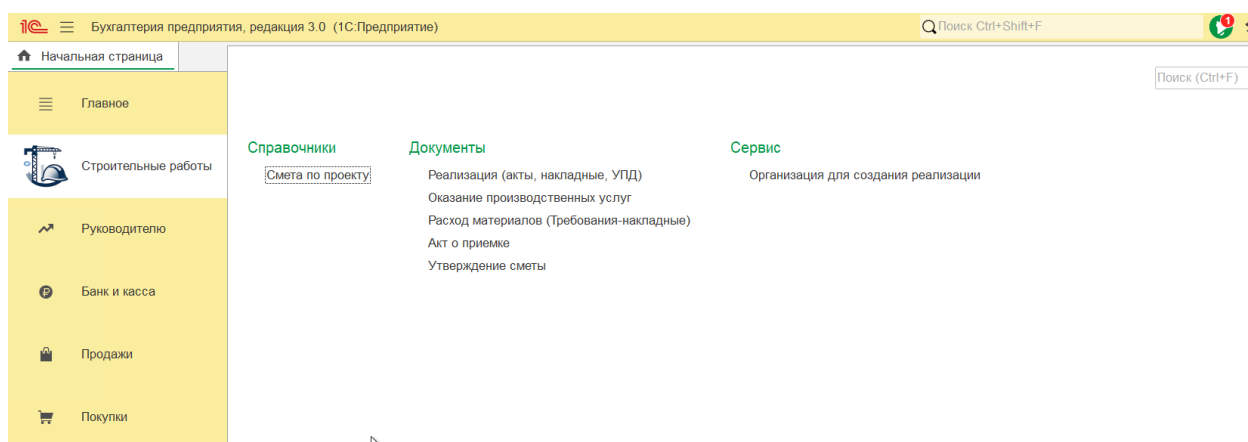 1С Бухгалтерия предприятия, редакция 3.0 (1С:Предприятие) Поиск Ctrl+Shift+F 1
Начальная страница
Поиск (Ctrl+F)
Главное
Строительные работы
Руководителю
Банк и касса
Продажи
Покупки
Справочники
Смета по проекту
Документы
Реализация (акты, накладные, УПД)
Оказание производственных услуг
Расход материалов (Требования-накладные)
Акт о приемке
Утверждение сметы
Сервис
Организация для создания реализации